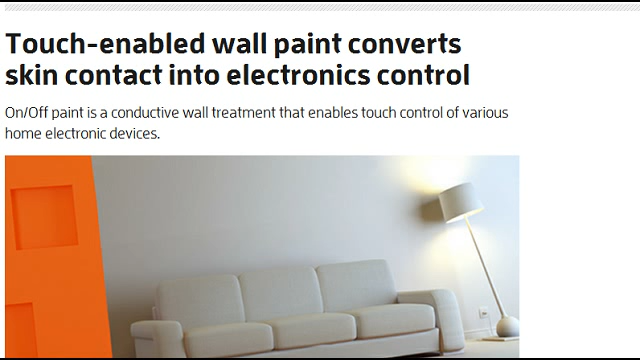 Touch-enabled wall paint converts
skin contact into electronics control
On/Off paint is a conductive wall treatment that enables touch control of various
home electronic devices.